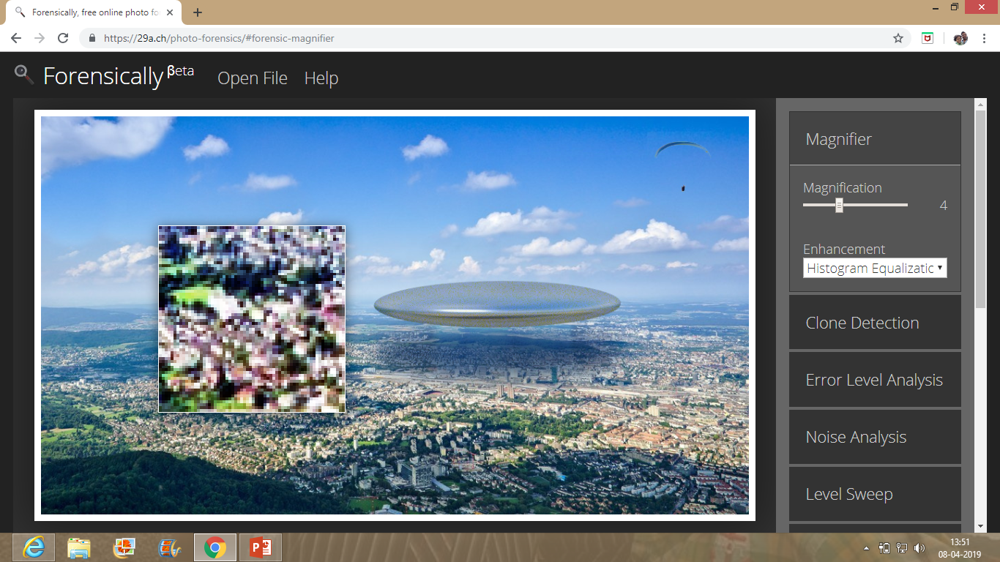 Forensically, free online photo fo
https://29a.ch/photo-forensics/#forensic-magnifier
Forensically βeta
Open File
Help
Magnifier
Magnification
4
Enhancement
Histogram Equalizatic
Clone Detection
Error Level Analysis
Noise Analysis
Level Sweep
13:51
08-04-2019